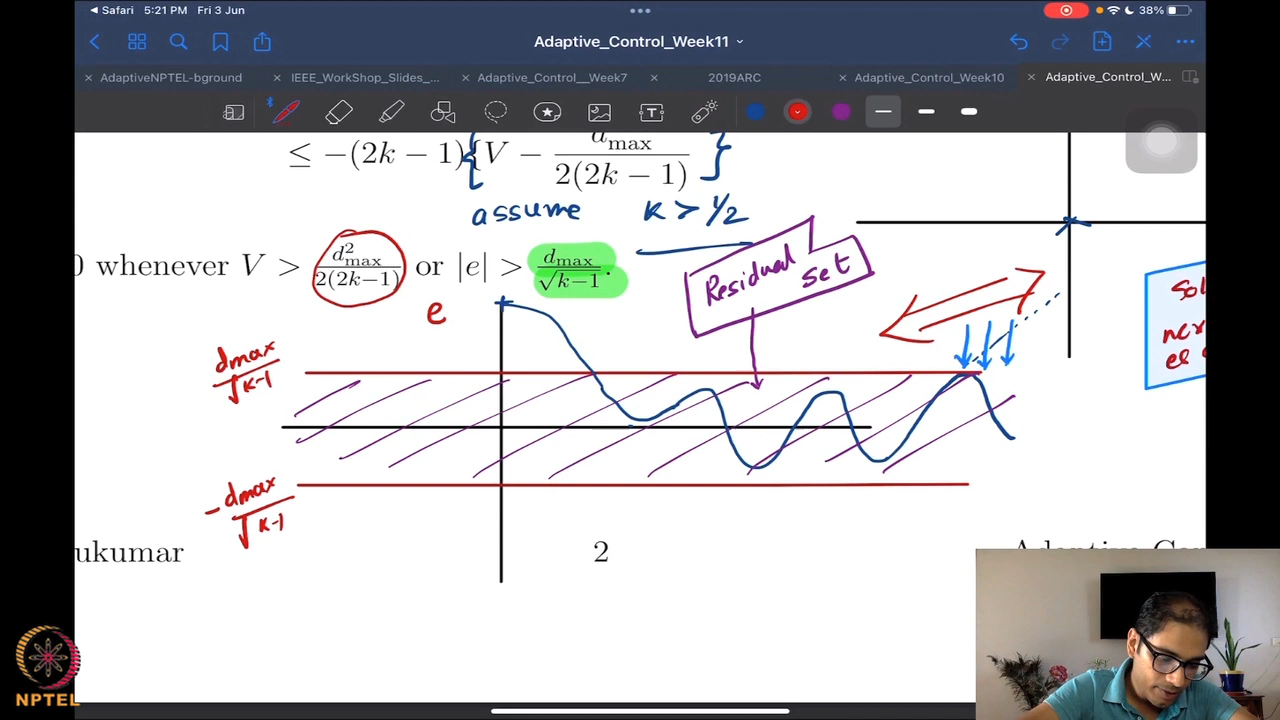 Safari 5:21 PM Fri 3 Jun 38%
Adaptive_Control_Week11
AdaptiveNPTEL-bground IEEE_WorkShop_Slides_... Adaptive_Control__Week7 2019ARC Adaptive_Control_Week10 Adaptive_Control_W...
≤ −(2k − 1){V − d_max / 2(2k − 1)}
assume k > 1/2
0 whenever V > d²_max / 2(2k−1) or |e| > d_max / √k−1.
Residual set
e
dmax / √k-1
- dmax / √k-1
Sol
ukumar 2
NPTEL